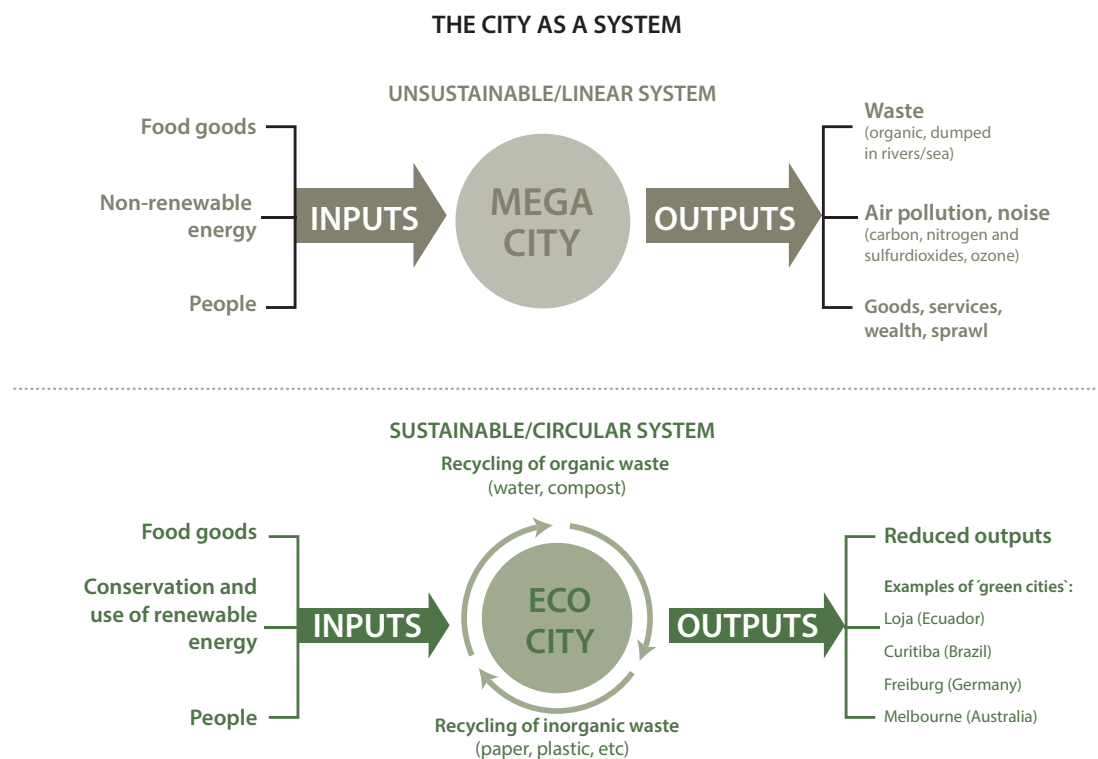 THE CITY AS A SYSTEM
UNSUSTAINABLE/LINEAR SYSTEM
Food goods
Non-renewable
energy
People
INPUTS
MEGA
CITY
OUTPUTS
Waste
(organic, dumped
in rivers/sea)
Air pollution, noise
(carbon, nitrogen and
sulfurdioxides, ozone)
Goods, services,
wealth, sprawl
SUSTAINABLE/CIRCULAR SYSTEM
Recycling of organic waste
(water, compost)
Food goods
Conservation and
use of renewable
energy
People
INPUTS
ECO
CITY
Recycling of inorganic waste
(paper, plastic, etc)
OUTPUTS
Reduced outputs
Examples of ´green cities`:
Loja (Ecuador)
Curitiba (Brazil)
Freiburg (Germany)
Melbourne (Australia)